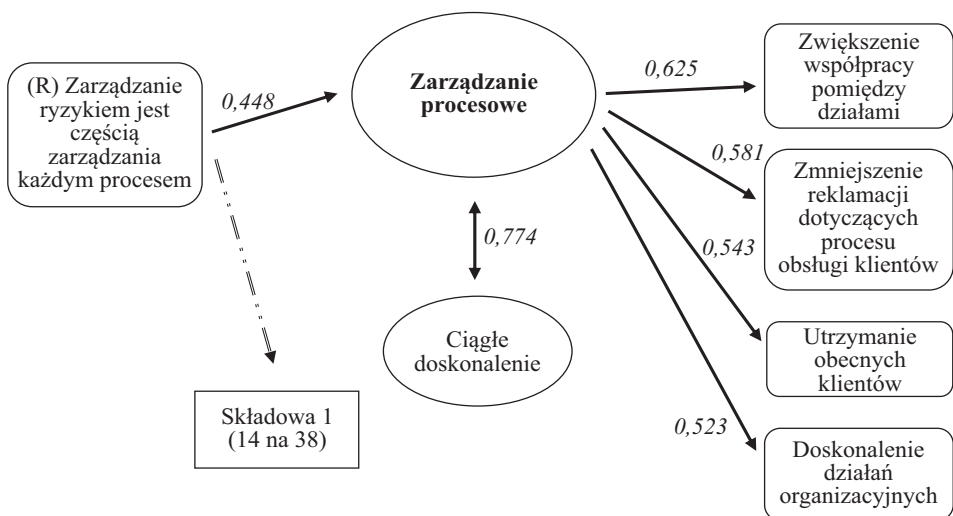 (R) Zarządzanie
ryzykiem jest
częścią
zarządzania
każdym procesem
0,448
Zarządzanie
procesowe
0,774
Ciągłe
doskonalenie
Składowa 1
(14 na 38)
0,625
Zwiększenie
współpracy
pomiędzy
działami
0,581
Zmniejszenie
reklamacji
dotyczących
procesu
obsługi klientów
0,543
Utrzymanie
obecnych
klientów
0,523
Doskonalenie
działań
organizacyjnych